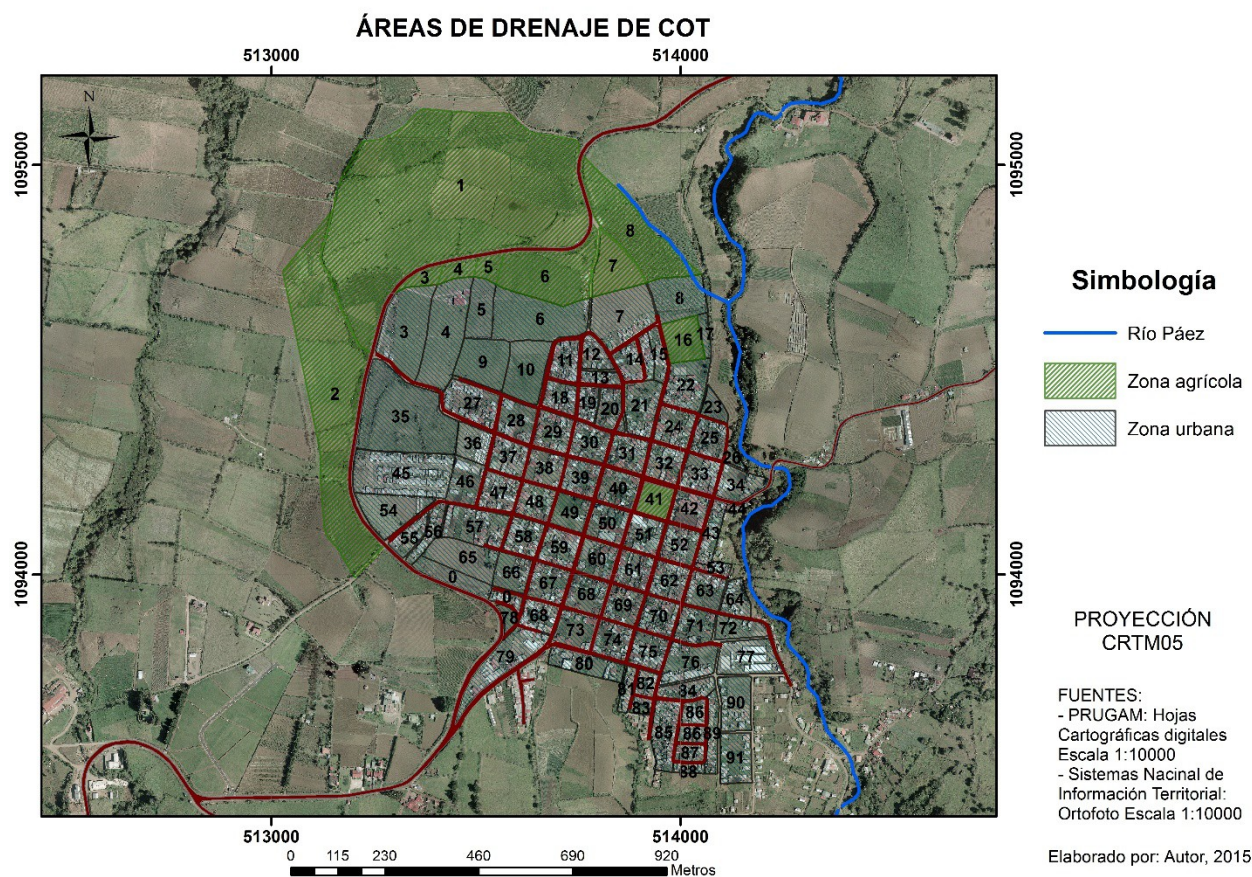 ÁREAS DE DRENAJE DE COT
513000 514000
N
1095000 1095000
1094000 1094000
1
2
3 4 5 6 7 8
3 4 5 6 7 8
9 10 11 12 13 14 15 16 17
18 19 20 21 22 23
27 28 29 30 31 24 25 26
35 36 37 38 39 32 33 34
45 46 47 48 49 40 41 42 44
54 55 56 57 58 50 51 52 43
65 59 60 61 62 53
0 66 67 68 69 63 64
0 78 68 73 70 71 72
79 80 74 75 76 77
81 82 84 90
83 85 86 86 89
87 88 91
513000 514000
0 115 230 460 690 920
Metros
Simbología
Río Páez
Zona agrícola
Zona urbana
PROYECCIÓN
CRTM05
FUENTES:
- PRUGAM: Hojas
Cartográficas digitales
Escala 1:10000
- Sistemas Nacinal de
Información Territorial:
Ortofoto Escala 1:10000
Elaborado por: Autor, 2015